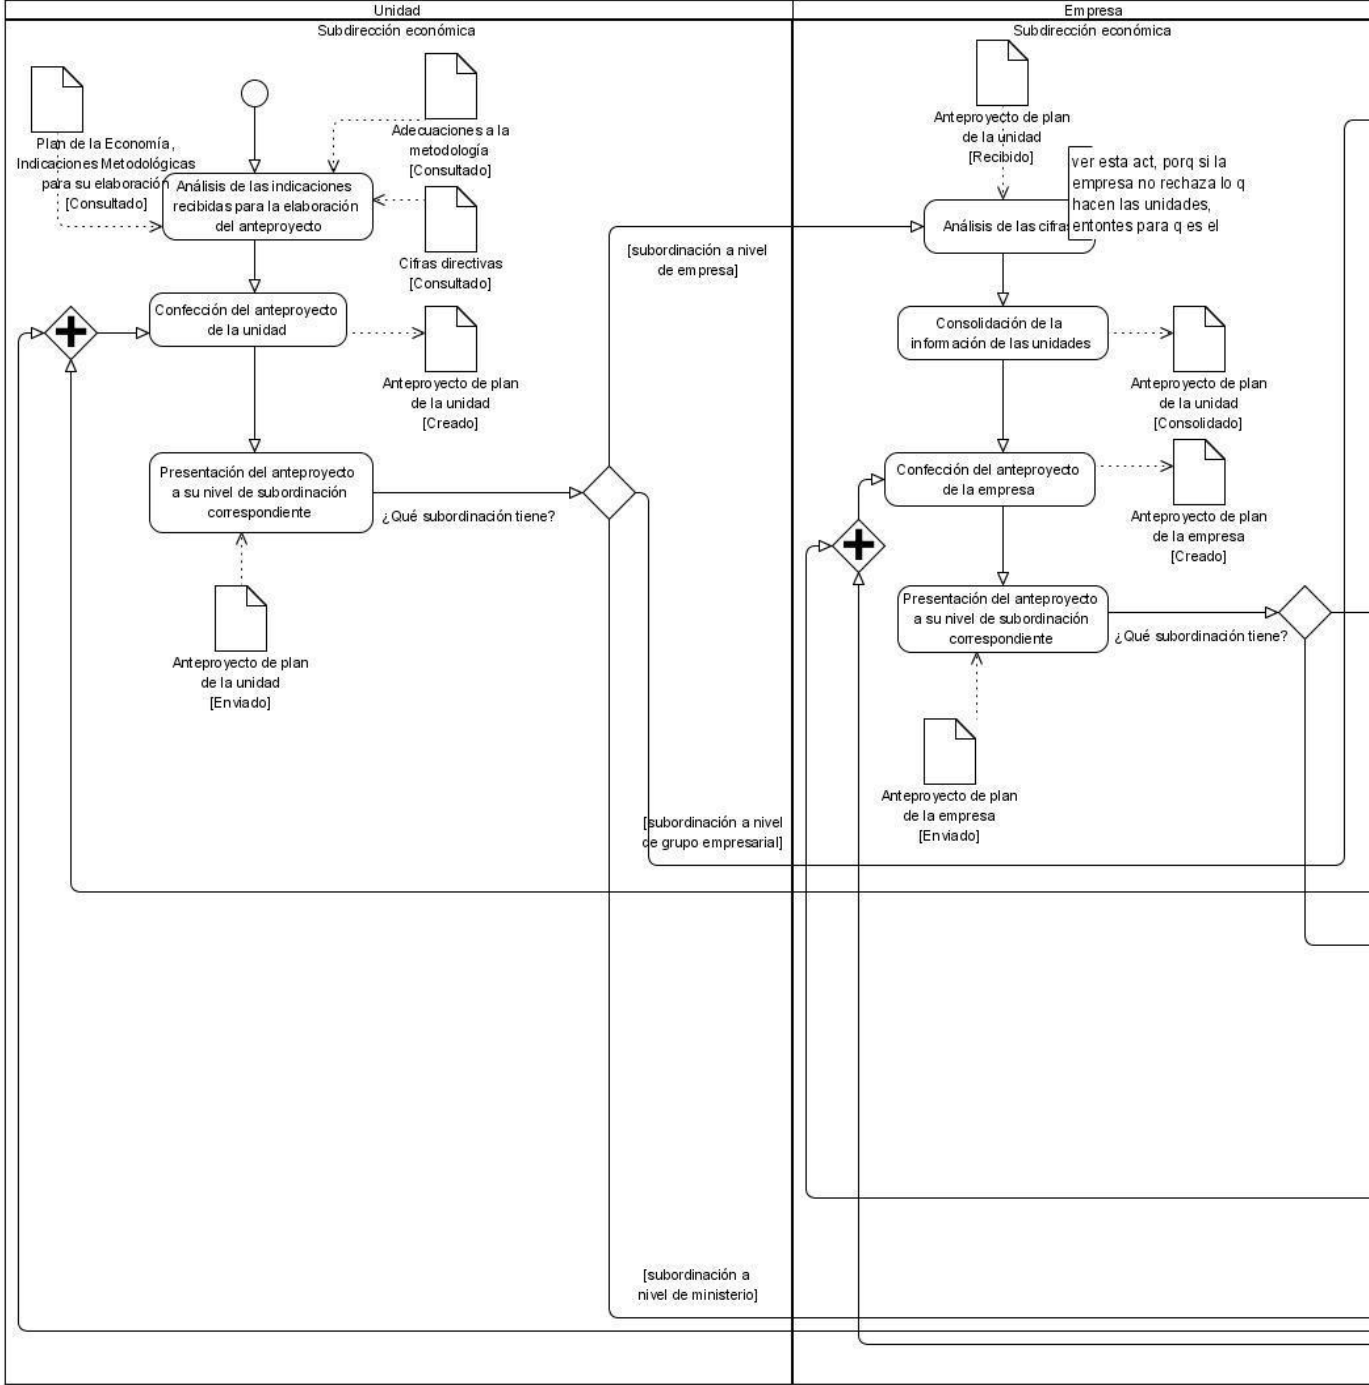 Unidad
Subdirección económica
Plan de la Economía,
Indicaciones Metodológicas
para su elaboración
[Consultado]
Adecuaciones a la
metodología
[Consultado]
Análisis de las indicaciones
recibidas para la elaboración
del anteproyecto
Cifras directivas
[Consultado]
Confección del anteproyecto
de la unidad
Anteproyecto de plan
de la unidad
[Creado]
Presentación del anteproyecto
a su nivel de subordinación
correspondiente
¿Qué subordinación tiene?
Anteproyecto de plan
de la unidad
[Enviado]
[subordinación a nivel
de empresa]
[subordinación a nivel
de grupo empresarial]
[subordinación a
nivel de ministerio]
Empresa
Subdirección económica
Anteproyecto de plan
de la unidad
[Recibido]
ver esta act, porq si la
empresa no rechaza lo q
hacen las unidades,
entontes para q es el
Análisis de las cifras
Consolidación de la
información de las unidades
Anteproyecto de plan
de la unidad
[Consolidado]
Confección del anteproyecto
de la empresa
Anteproyecto de plan
de la empresa
[Creado]
Presentación del anteproyecto
a su nivel de subordinación
correspondiente
¿Qué subordinación tiene?
Anteproyecto de plan
de la empresa
[Enviado]